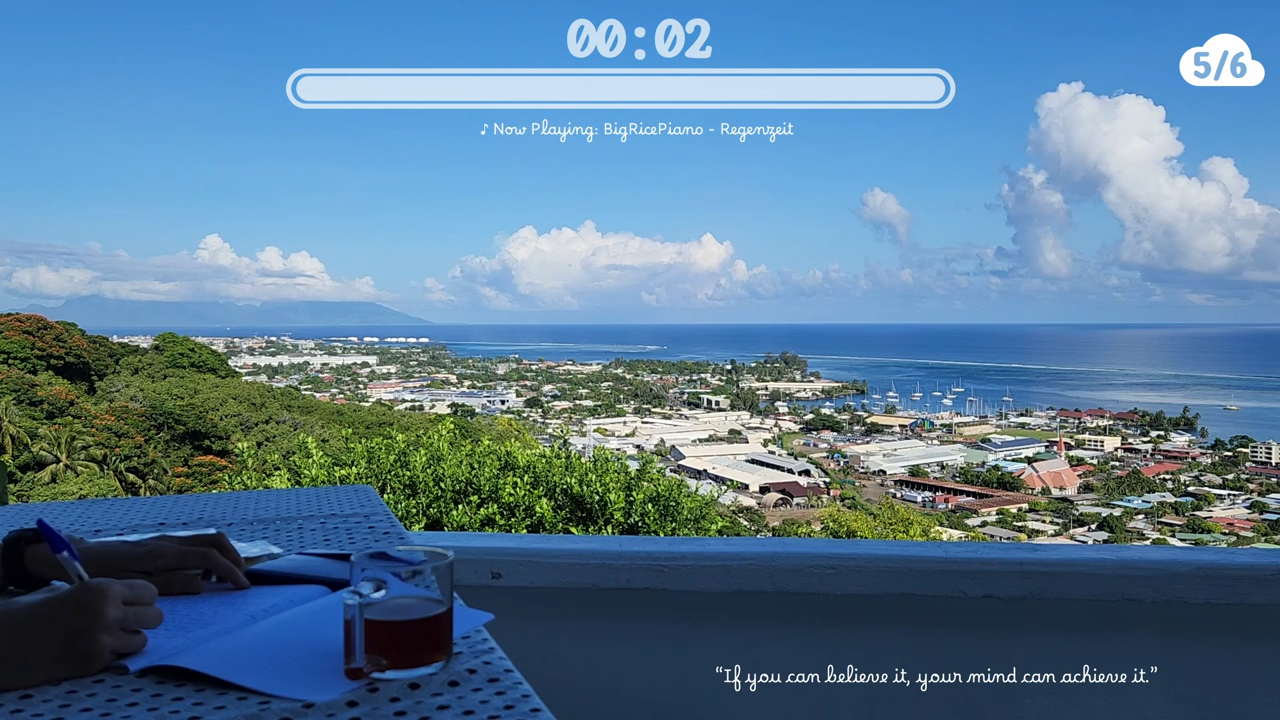 00:02
5/6
♪ Now Playing: BigRicePiano - Regenzeit
“If you can believe it, your mind can achieve it.”